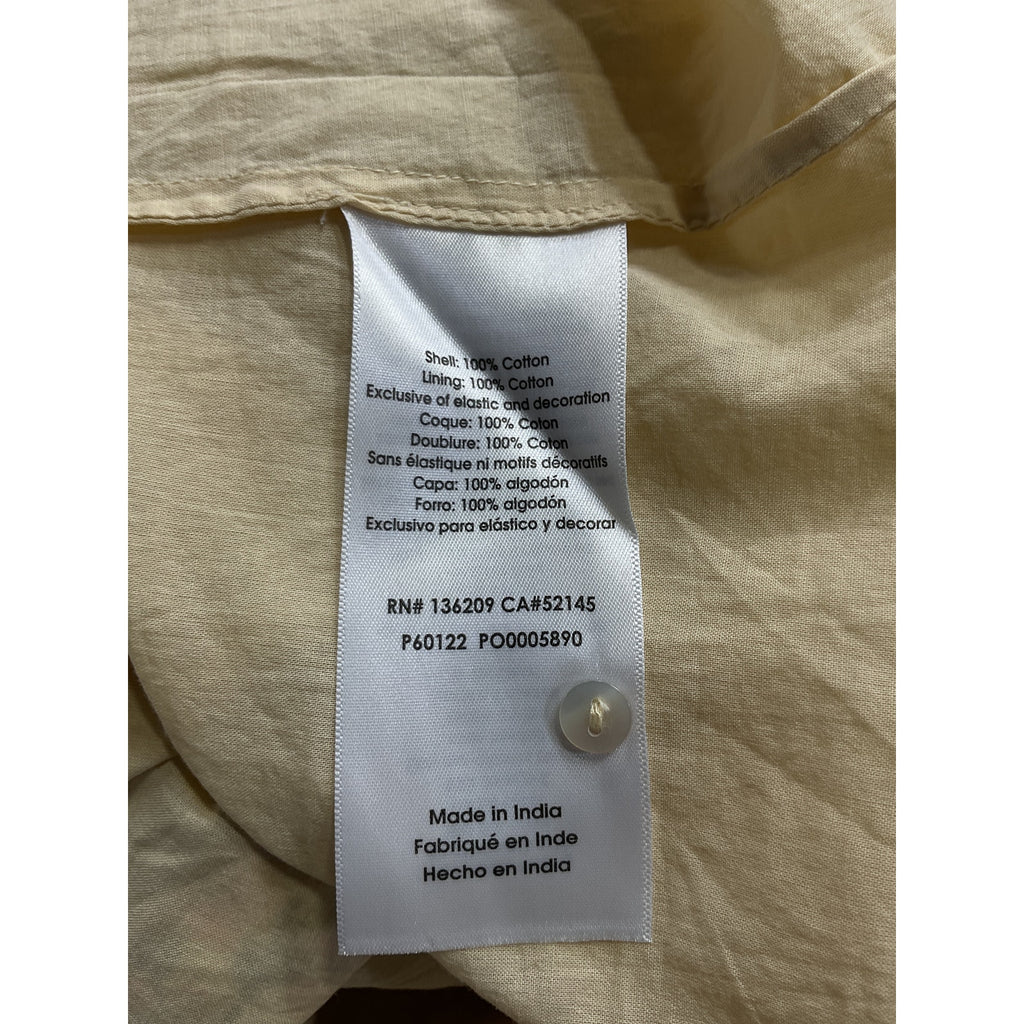 Shell: 100% Cotton
Lining: 100% Cotton
Exclusive of elastic and decoration
Coque: 100% Coton
Doublure: 100% Coton
Sans élastique ni motifs décoratifs
Capa: 100% algodón
Forro: 100% algodón
Exclusivo para elástico y decorar
RN# 136209 CA#52145
P60122 PO0005890
Made in India
Fabriqué en Inde
Hecho en India